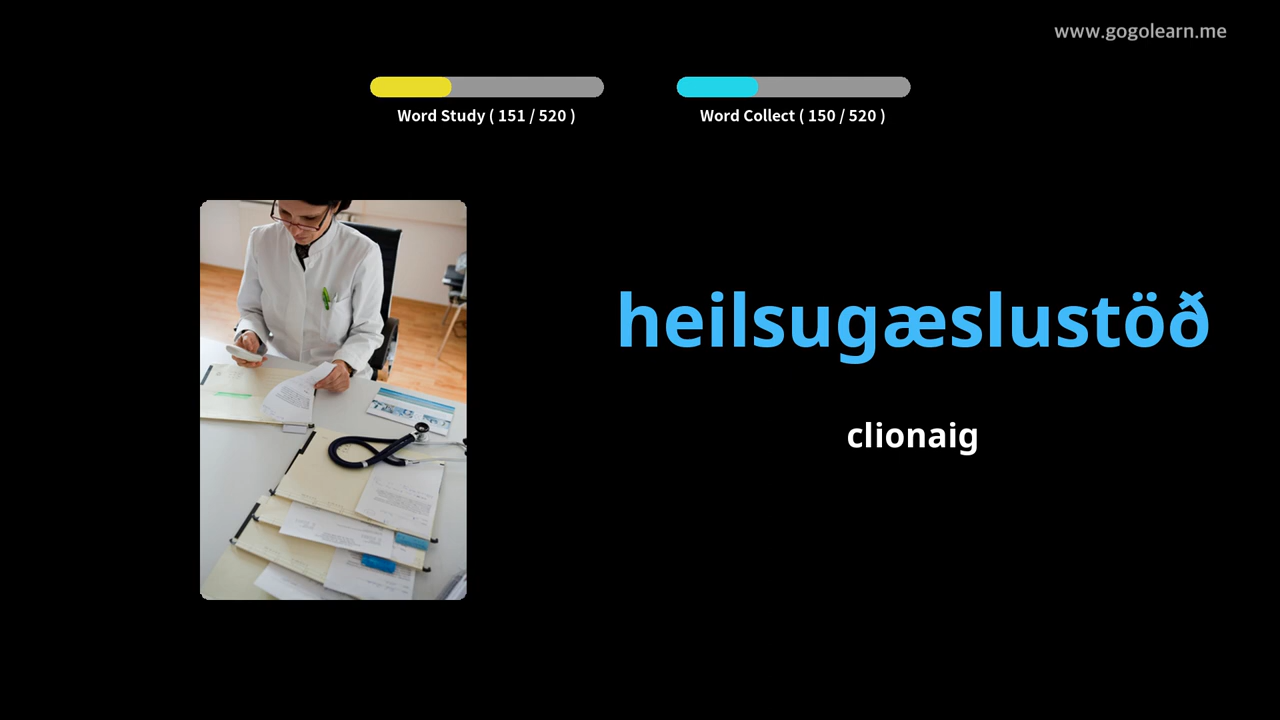 www.gogolearn.me
Word Study ( 151 / 520 )
Word Collect ( 150 / 520 )
heilsugæslustöð
clionaig